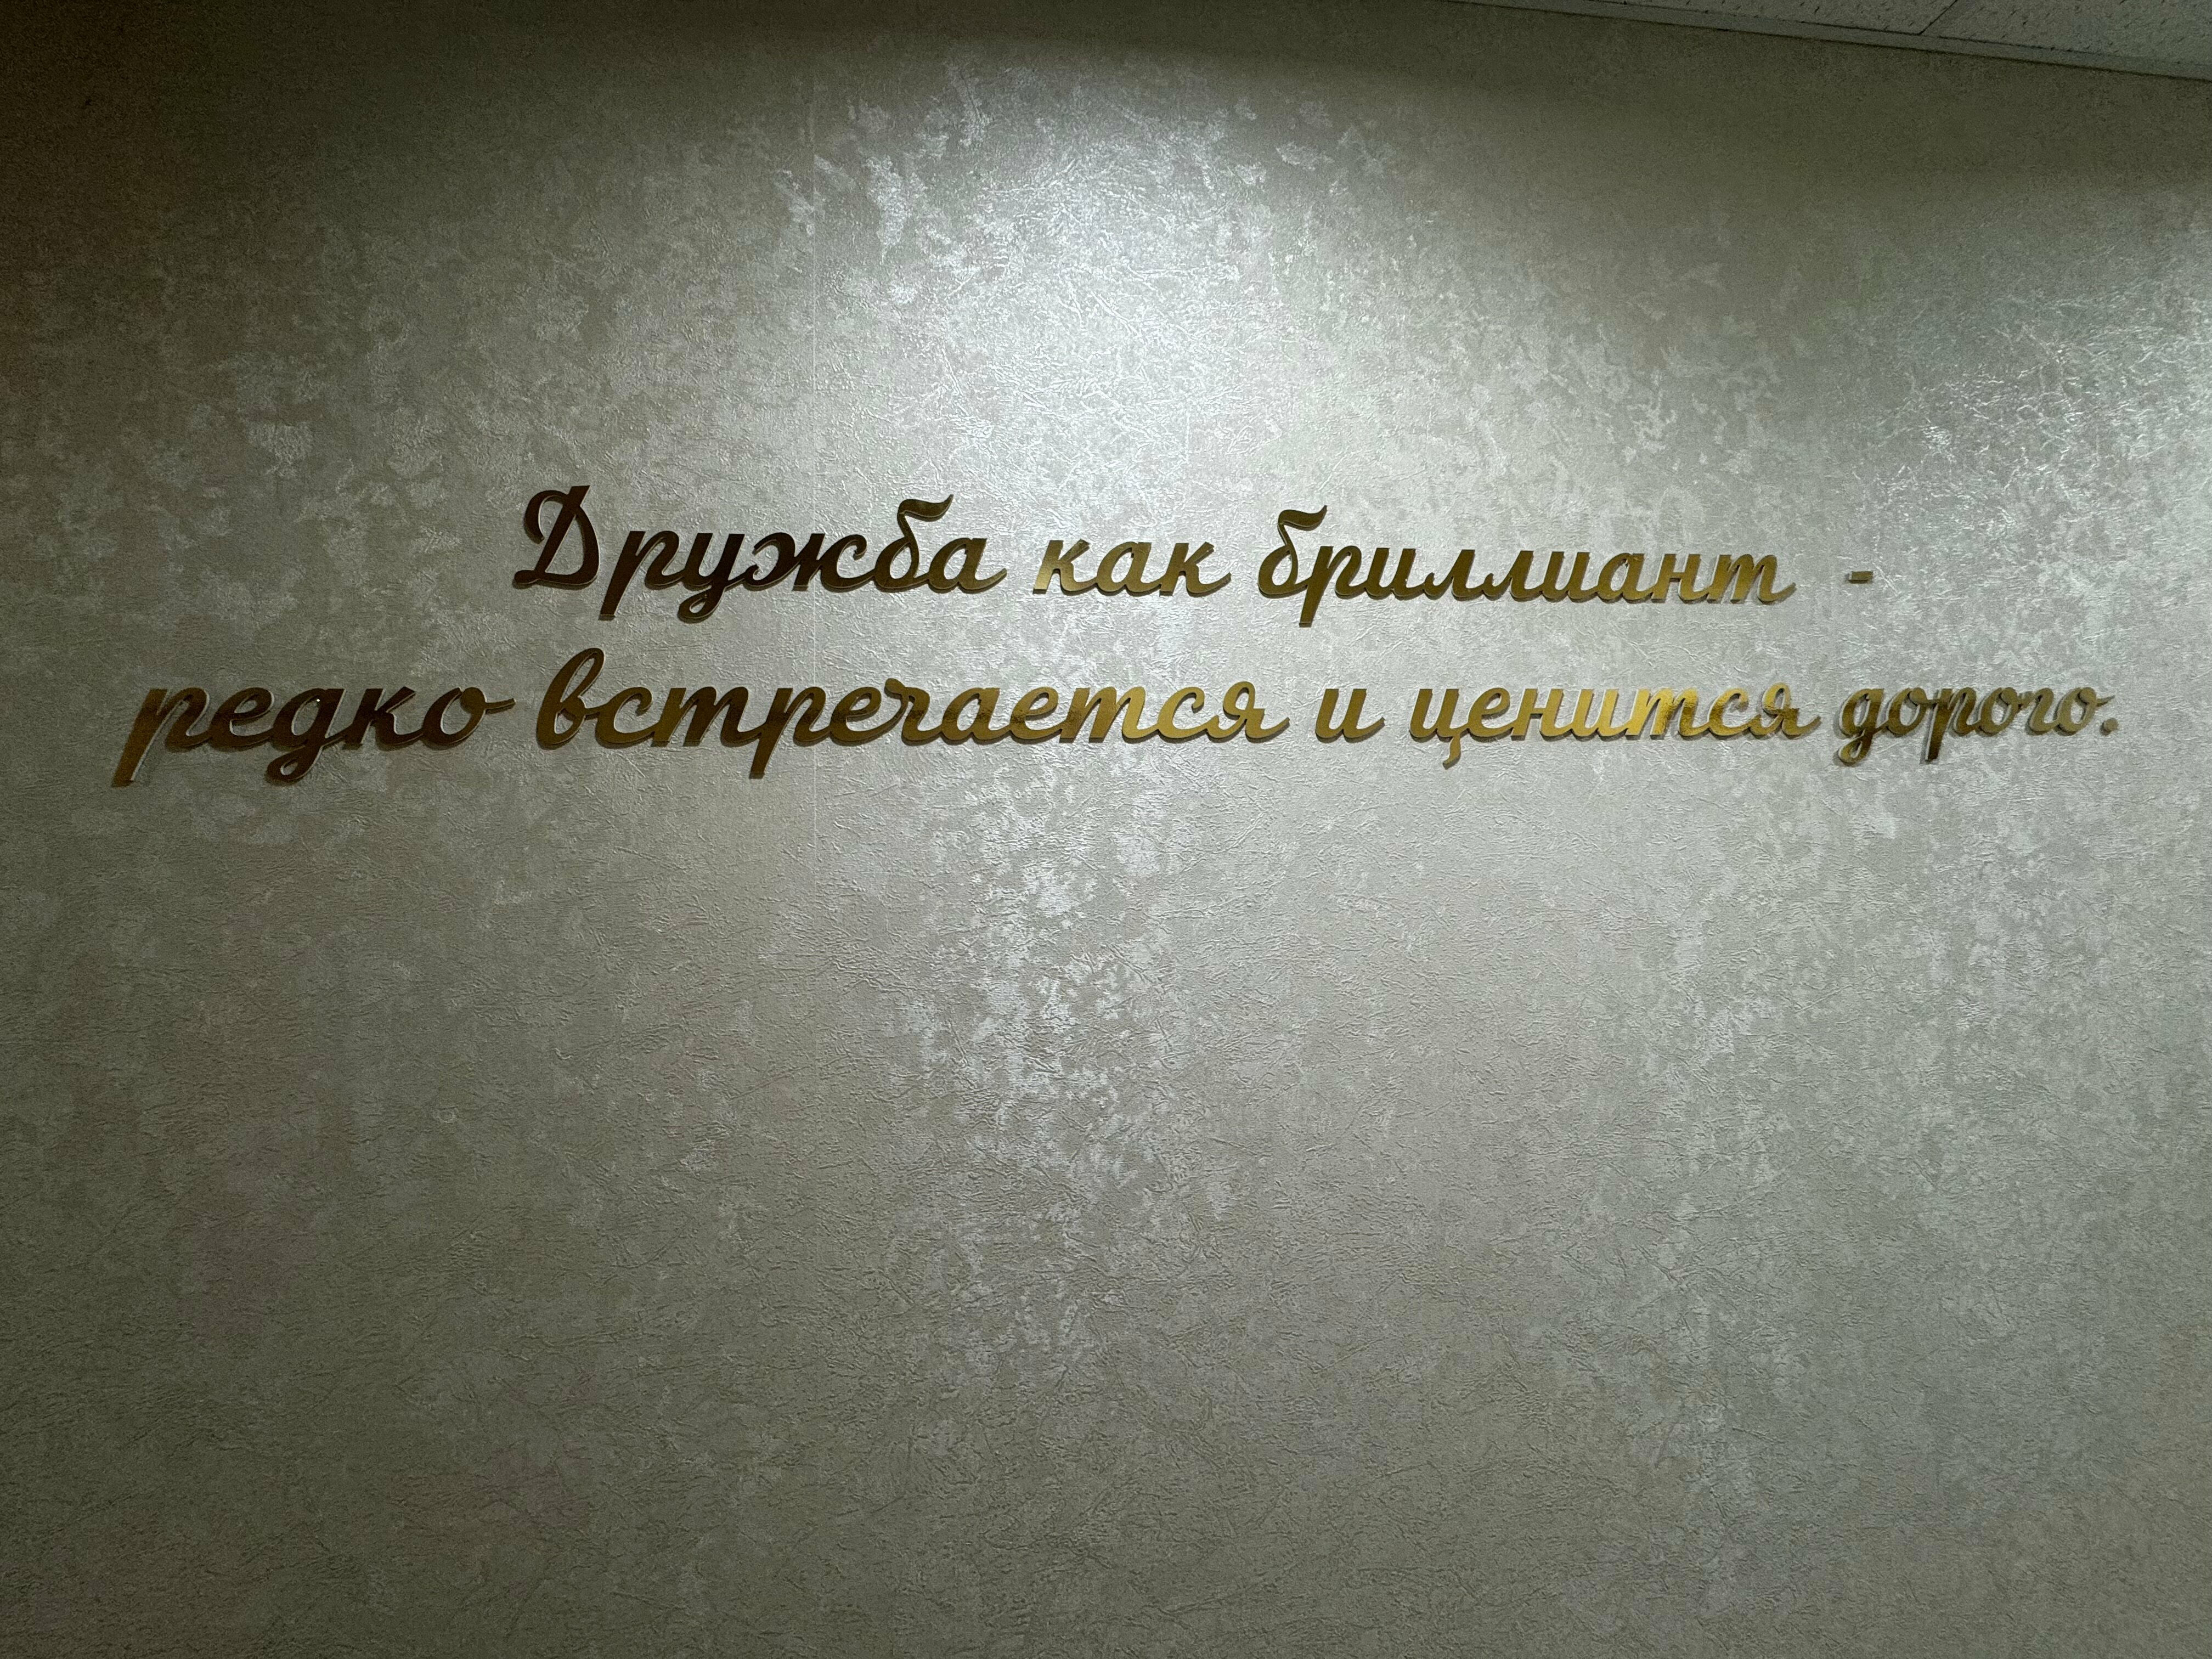 Дружба как бриллиант -
редко встречается и ценится дорого.